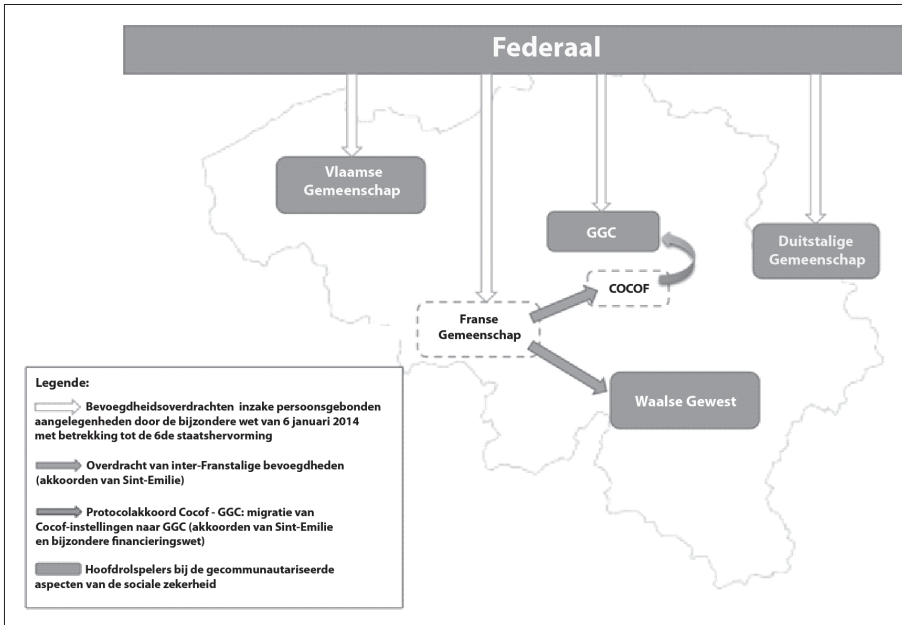 Federaal
Vlaamse
Gemeenschap
GGC
Duitstalige
Gemeenschap
COCOF
Franse
Gemeenschap
Waalse Gewest
Legende:
Bevoegdheidsoverdrachten inzake persoonsgebonden
aangelegenheden door de bijzondere wet van 6 januari 2014
met betrekking tot de 6de staatshervorming
Overdracht van inter-Franstalige bevoegdheden
(akkoorden van Sint-Emilie)
Protocolakkoord Cocof - GGC: migratie van
Cocof-instellingen naar GGC (akkoorden van Sint-Emilie
en bijzondere financieringswet)
Hoofdrolspelers bij de gecommunautariseerde
aspecten van de sociale zekerheid